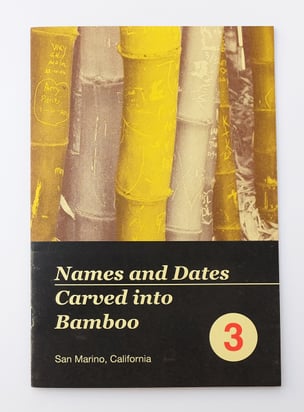 Names and Dates
Carved into
Bamboo
3
San Marino, California